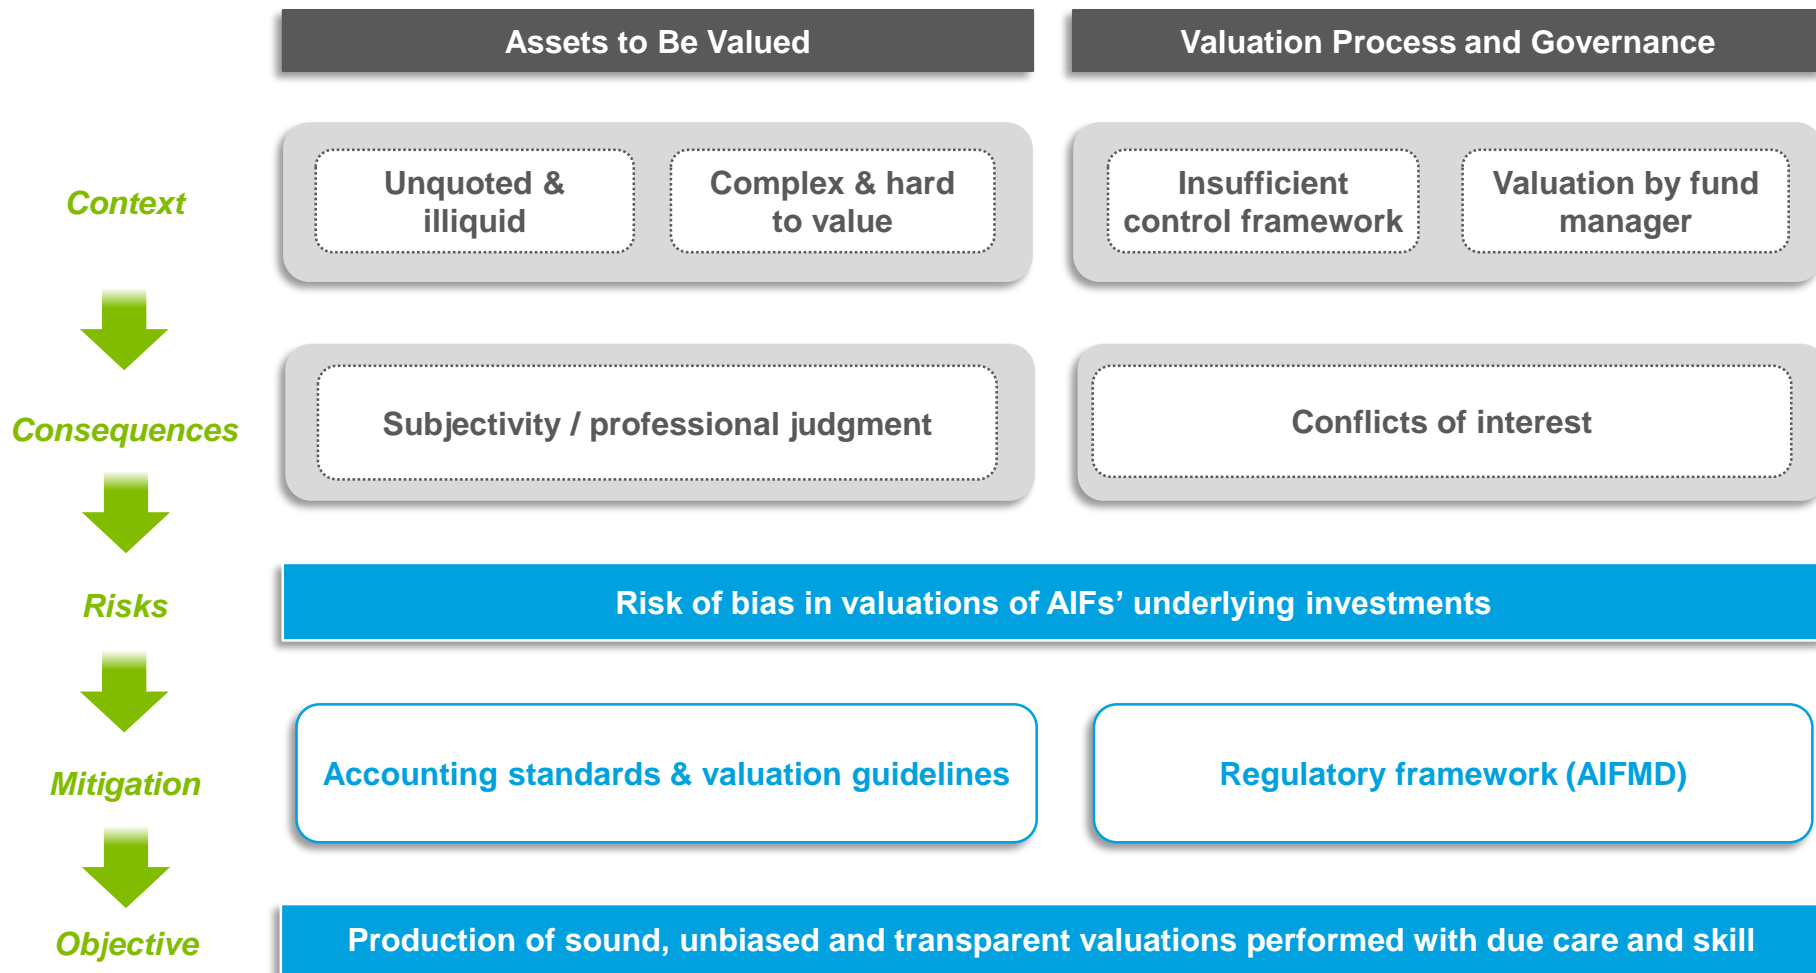 Assets to Be Valued
Valuation Process and Governance
Context
Unquoted &
illiquid
Complex & hard
to value
Insufficient
control framework
Valuation by fund
manager
Consequences
Subjectivity / professional judgment
Conflicts of interest
Risks
Risk of bias in valuations of AIFs’ underlying investments
Mitigation
Accounting standards & valuation guidelines
Regulatory framework (AIFMD)
Objective
Production of sound, unbiased and transparent valuations performed with due care and skill